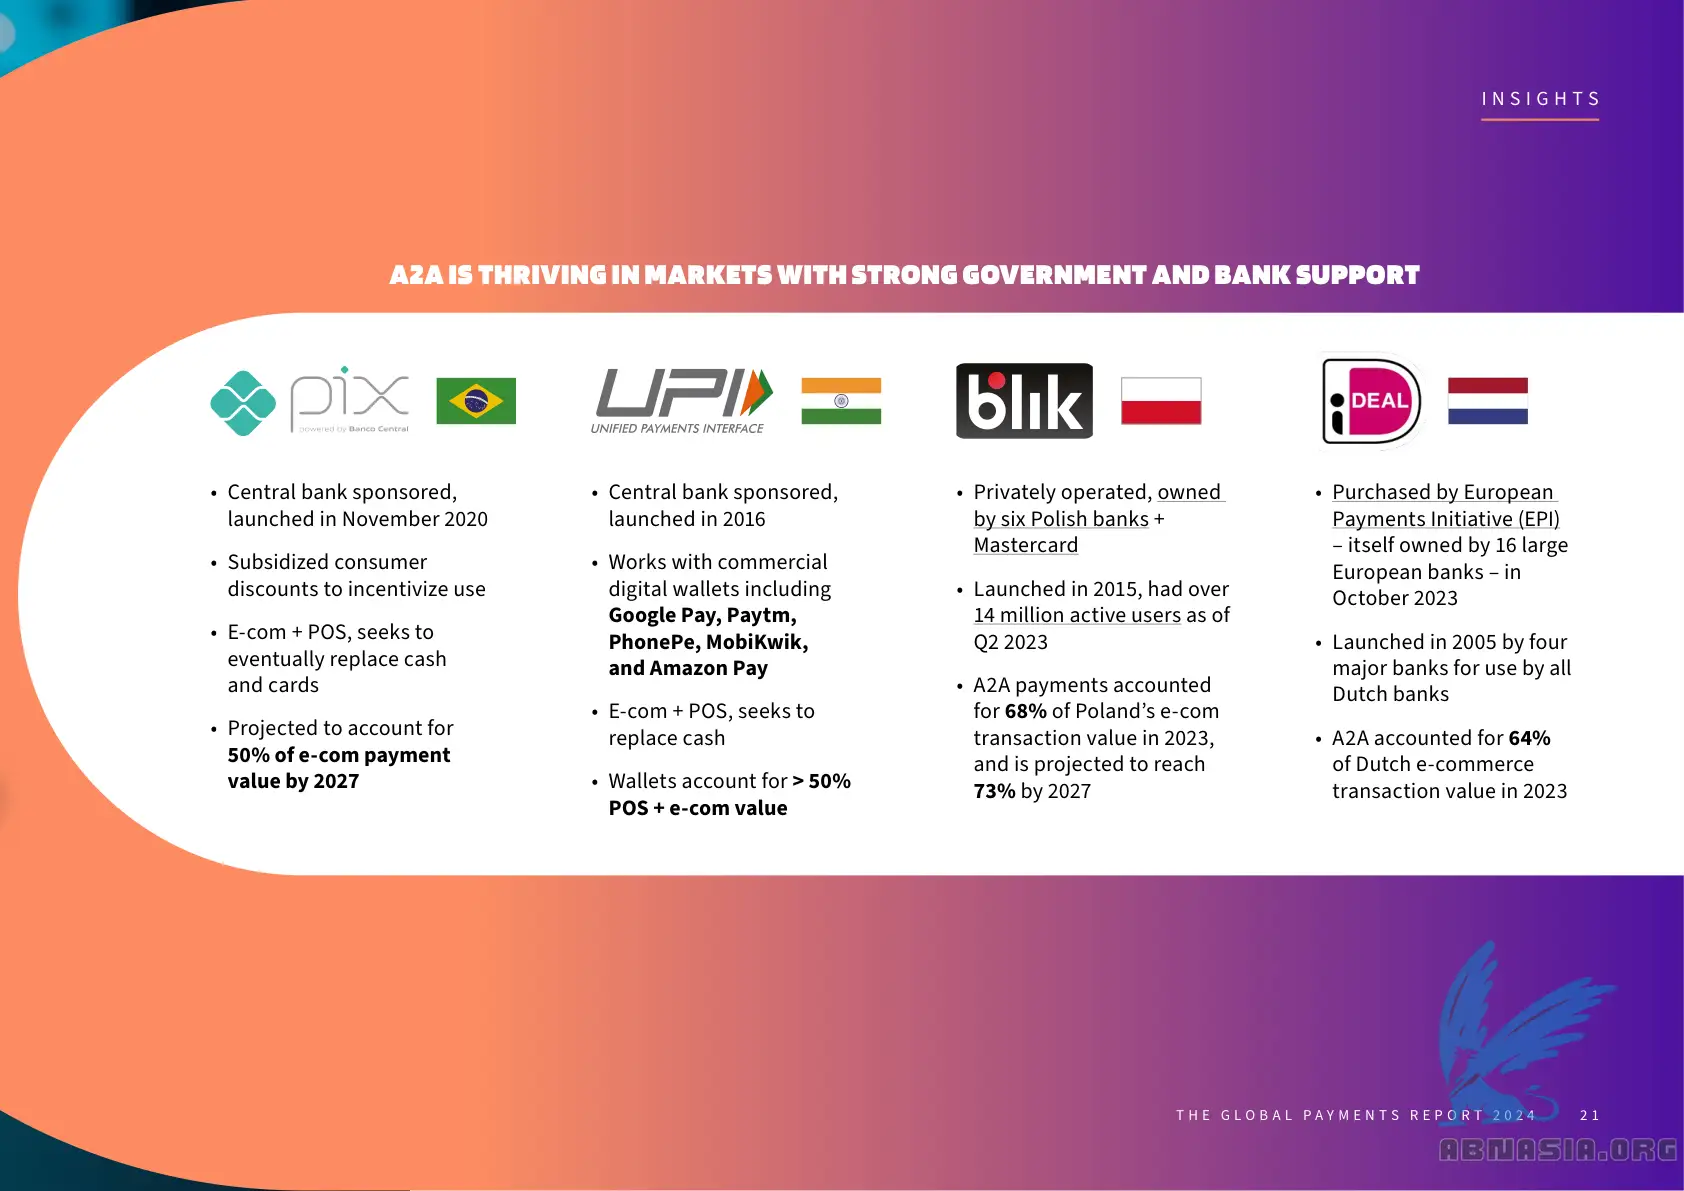 INSIGHTS
A2A IS THRIVING IN MARKETS WITH STRONG GOVERNMENT AND BANK SUPPORT
pix
powered by Banco Central
• Central bank sponsored,
launched in November 2020
• Subsidized consumer
discounts to incentivize use
• E-com + POS, seeks to
eventually replace cash
and cards
• Projected to account for
50% of e-com payment
value by 2027
UPI
UNIFIED PAYMENTS INTERFACE
• Central bank sponsored,
launched in 2016
• Works with commercial
digital wallets including
Google Pay, Paytm,
PhonePe, MobiKwik,
and Amazon Pay
• E-com + POS, seeks to
replace cash
• Wallets account for > 50%
POS + e-com value
blik
• Privately operated, owned
by six Polish banks +
Mastercard
• Launched in 2015, had over
14 million active users as of
Q2 2023
• A2A payments accounted
for 68% of Poland’s e-com
transaction value in 2023,
and is projected to reach
73% by 2027
iDEAL
• Purchased by European
Payments Initiative (EPI)
– itself owned by 16 large
European banks – in
October 2023
• Launched in 2005 by four
major banks for use by all
Dutch banks
• A2A accounted for 64%
of Dutch e-commerce
transaction value in 2023
THE GLOBAL PAYMENTS REPORT 2024 21
ABNASIA.ORG